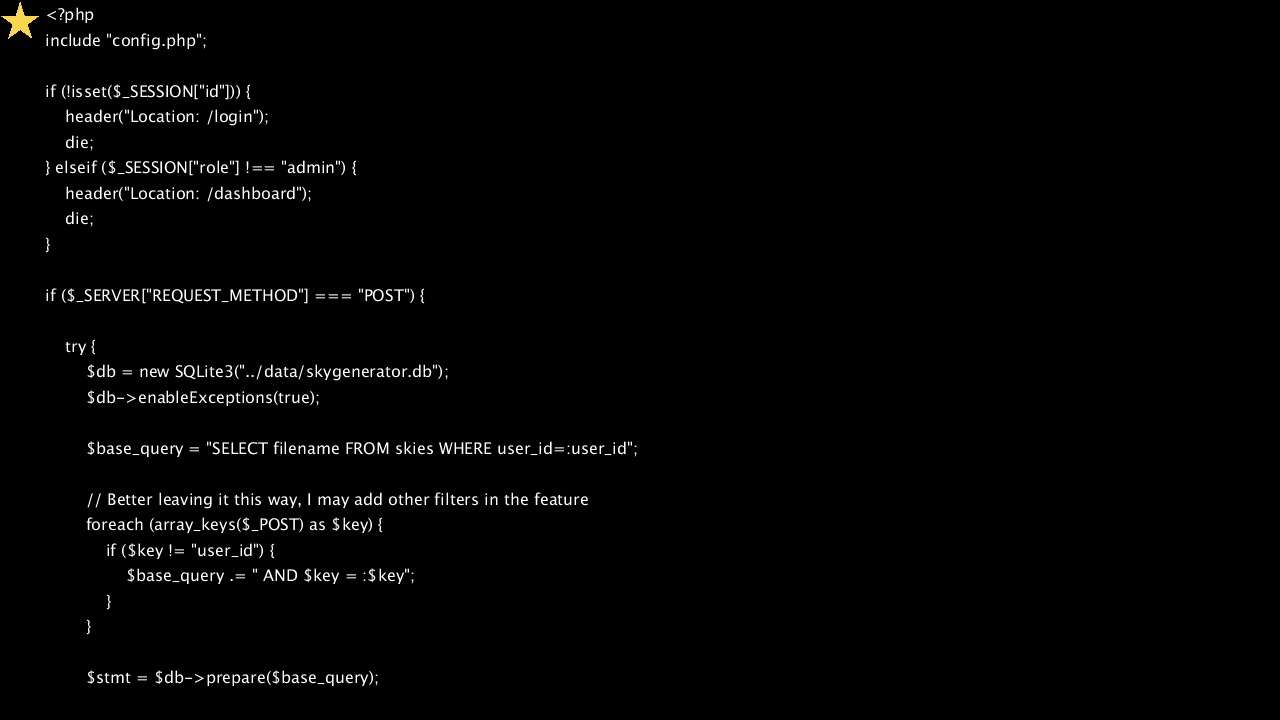 <?php
include "config.php";
if (!isset($_SESSION["id"])) {
header("Location: /login");
die;
} elseif ($_SESSION["role"] !== "admin") {
header("Location: /dashboard");
die;
}
if ($_SERVER["REQUEST_METHOD"] === "POST") {
try {
$db = new SQLite3("../data/skygenerator.db");
$db->enableExceptions(true);
$base_query = "SELECT filename FROM skies WHERE user_id=:user_id";
// Better leaving it this way, I may add other filters in the feature
foreach (array_keys($_POST) as $key) {
if ($key != "user_id") {
$base_query .= " AND $key = :$key";
}
}
$stmt = $db->prepare($base_query);